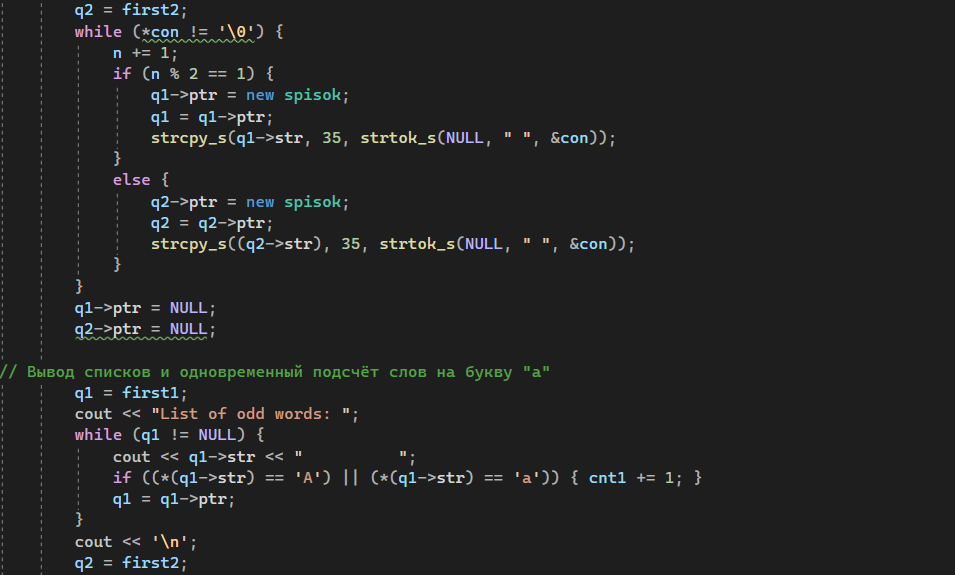 q2 = first2;
while (*con != '\0') {
n += 1;
if (n % 2 == 1) {
q1->ptr = new spisok;
q1 = q1->ptr;
strcpy_s(q1->str, 35, strtok_s(NULL, " ", &con));
}
else {
q2->ptr = new spisok;
q2 = q2->ptr;
strcpy_s((q2->str), 35, strtok_s(NULL, " ", &con));
}
}
q1->ptr = NULL;
q2->ptr = NULL;
// Вывод списков и одновременный подсчёт слов на букву "а"
q1 = first1;
cout << "List of odd words: ";
while (q1 != NULL) {
cout << q1->str << "          ";
if ((*(q1->str) == 'A') || (*(q1->str) == 'a')) { cnt1 += 1; }
q1 = q1->ptr;
}
cout << '\n';
q2 = first2;